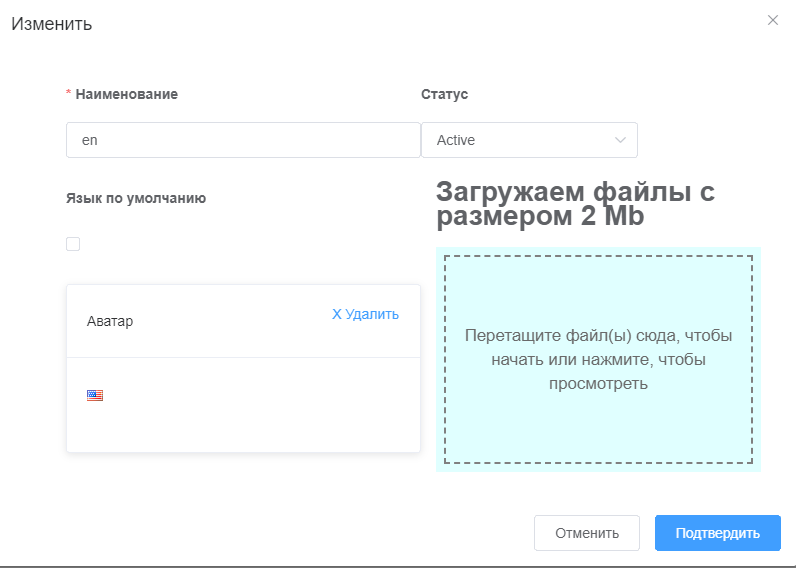 Изменить
* Наименование
Статус
en
Active
Язык по умолчанию
Загружаем файлы с
размером 2 Mb
Аватар
X Удалить
Перетащите файл(ы) сюда, чтобы
начать или нажмите, чтобы
просмотреть
Отменить
Подтвердить